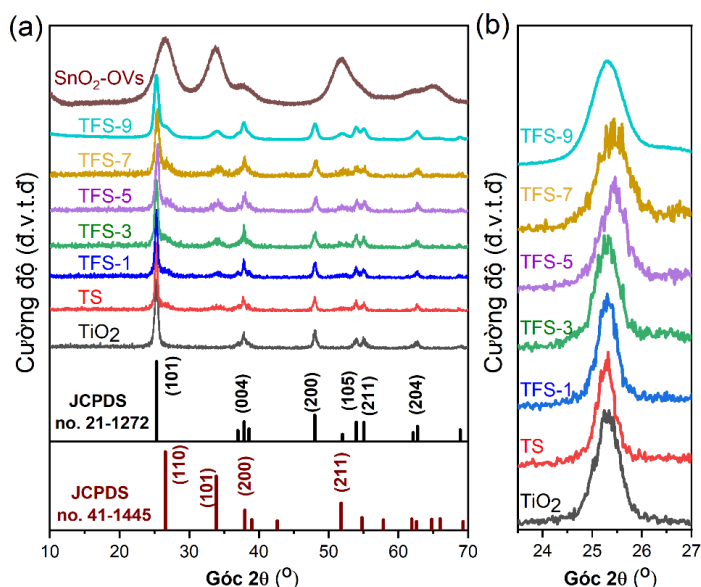 (a)
Cường độ (đ.v.t.đ)
SnO₂-OVs
TFS-9
TFS-7
TFS-5
TFS-3
TFS-1
TS
TiO₂
(101)
(004)
(200)
(105)
(211)
(204)
JCPDS
no. 21-1272
(110)
(101)
(200)
(211)
JCPDS
no. 41-1445
10 20 30 40 50 60 70
Góc 2θ (°)
(b)
Cường độ (đ.v.t.đ)
TFS-9
TFS-7
TFS-5
TFS-3
TFS-1
TS
TiO₂
24 25 26 27
Góc 2θ (°)